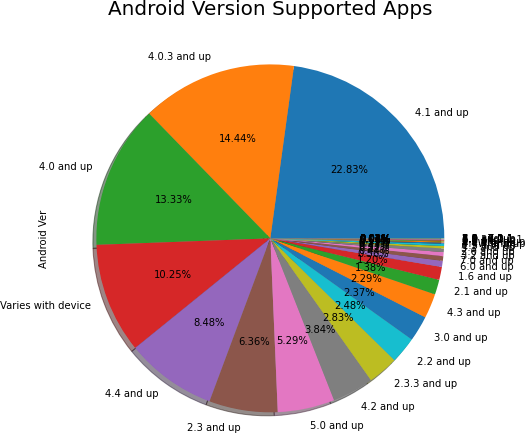 Android Version Supported Apps
4.1 and up
4.0.3 and up
4.0 and up
Varies with device
4.4 and up
2.3 and up
5.0 and up
4.2 and up
2.3.3 and up
2.2 and up
3.0 and up
4.3 and up
2.1 and up
1.6 and up
6.0 and up
7.0 and up
22.83%
14.44%
13.33%
10.25%
8.48%
6.36%
5.29%
3.84%
2.83%
2.48%
2.37%
2.29%
1.38%
1.20%
Android Ver